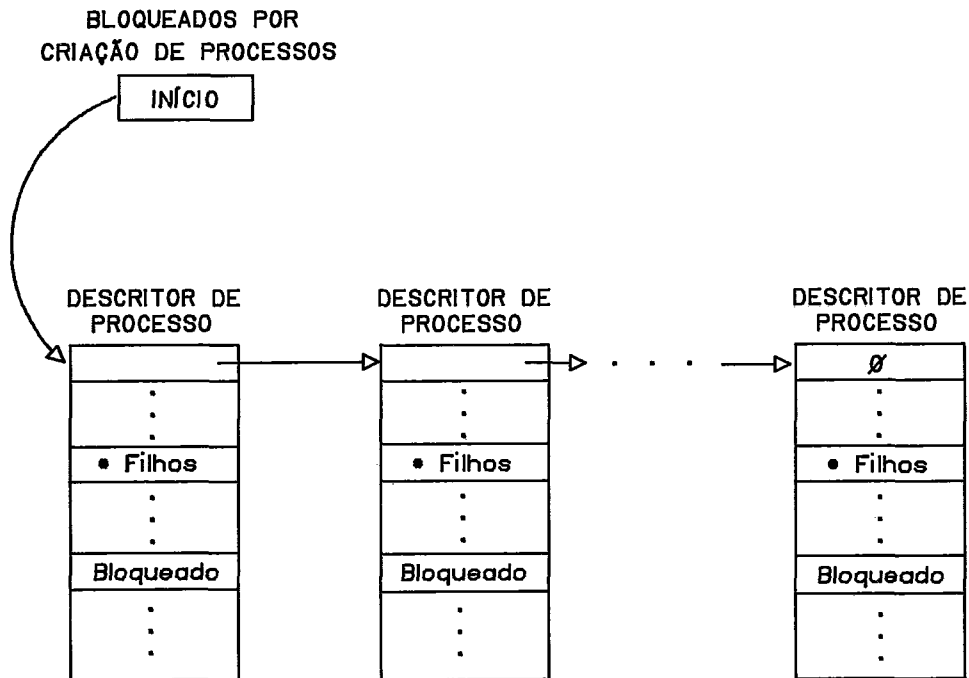 BLOQUEADOS POR
CRIAÇÃO DE PROCESSOS
INÍCIO
DESCRITOR DE
PROCESSO
DESCRITOR DE
PROCESSO
DESCRITOR DE
PROCESSO
Ø
• Filhos
• Filhos
• Filhos
Bloqueado
Bloqueado
Bloqueado